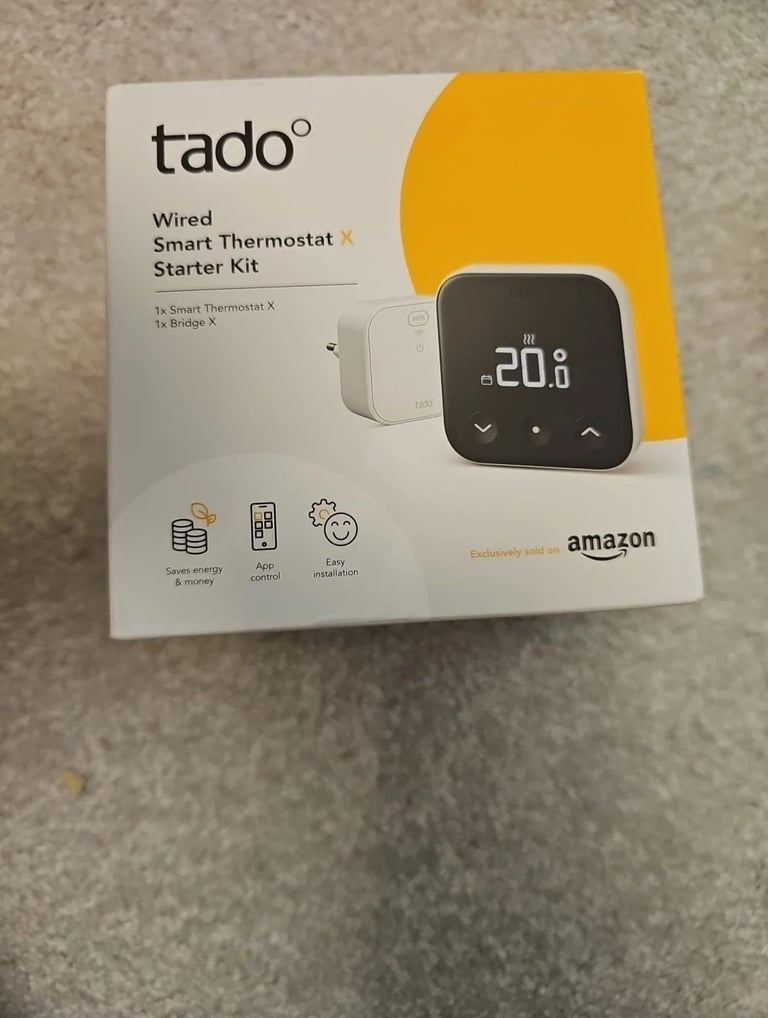 tado°
Wired
Smart Thermostat X
Starter Kit
1x Smart Thermostat X
1x Bridge X
tado°
20.0
Saves energy
& money
App
control
Easy
installation
Exclusively sold on amazon